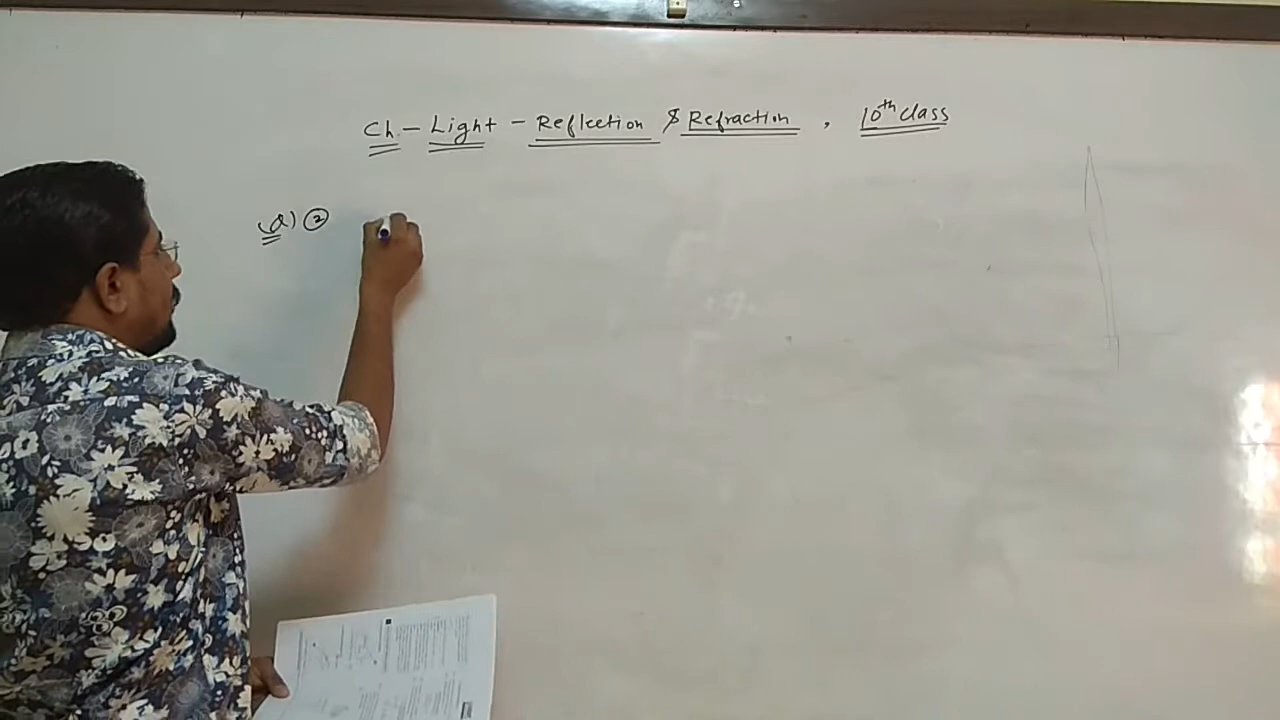 Ch - Light - Reflection & Refraction , 10th class
Q) ②